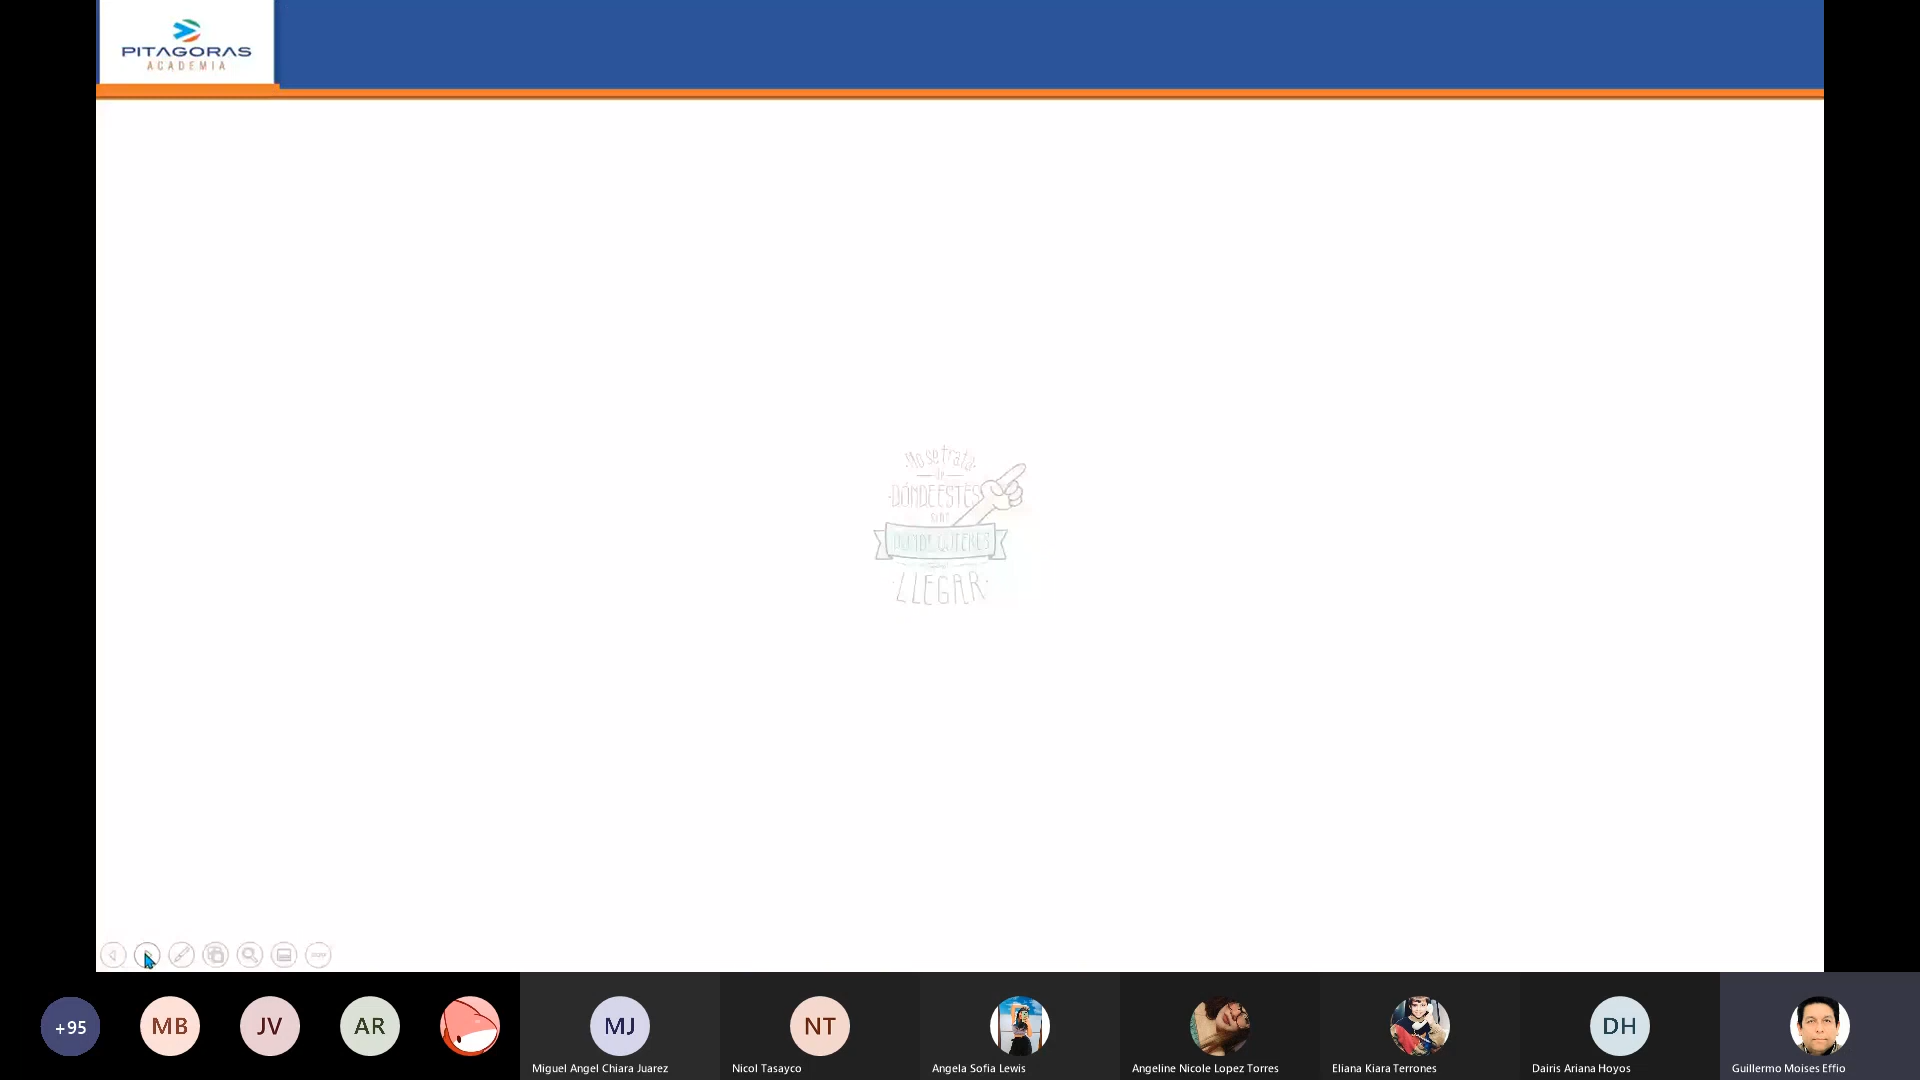 PITAGORAS
ACADEMIA
No se trata
de
DÓNDE ESTÉS
SINO
DÓNDE QUIERES
LLEGAR
+95
MB
JV
AR
MJ
NT
DH
Miguel Angel Chiara Juarez
Nicol Tasayco
Angela Sofia Lewis
Angeline Nicole Lopez Torres
Eliana Kiara Terrones
Dairis Ariana Hoyos
Guillermo Moises Effio